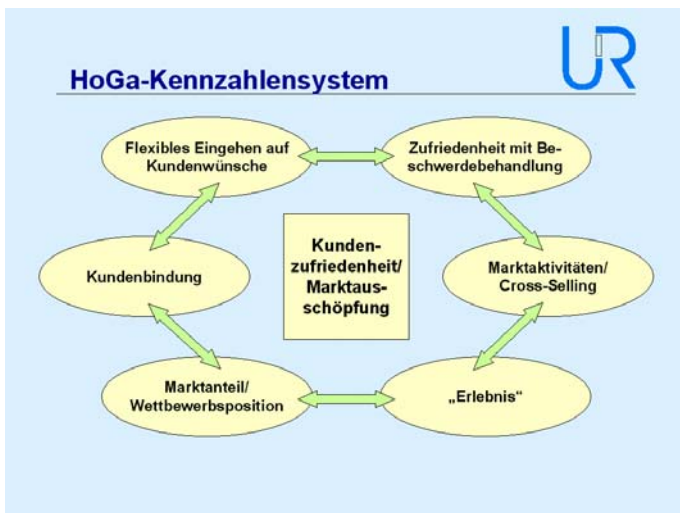 UR
HoGa-Kennzahlensystem
Flexibles Eingehen auf
Kundenwünsche
Zufriedenheit mit Be-
schwerdebehandlung
Kundenbindung
Kunden-
zufriedenheit/
Marktaus-
schöpfung
Marktaktivitäten/
Cross-Selling
Marktanteil/
Wettbewerbsposition
„Erlebnis“